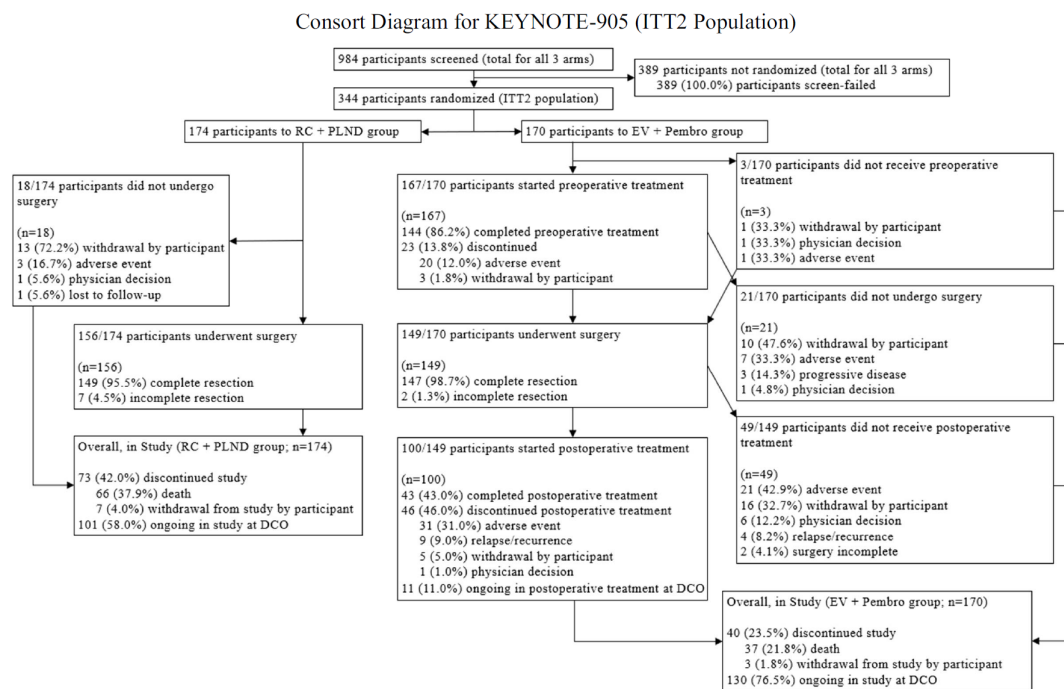 Consort Diagram for KEYNOTE-905 (ITT2 Population)
984 participants screened (total for all 3 arms)
389 participants not randomized (total for all 3 arms)
389 (100.0%) participants screen-failed
344 participants randomized (ITT2 population)
174 participants to RC + PLND group
170 participants to EV + Pembro group
18/174 participants did not undergo
surgery
(n=18)
13 (72.2%) withdrawal by participant
3 (16.7%) adverse event
1 (5.6%) physician decision
1 (5.6%) lost to follow-up
167/170 participants started preoperative treatment
(n=167)
144 (86.2%) completed preoperative treatment
23 (13.8%) discontinued
20 (12.0%) adverse event
3 (1.8%) withdrawal by participant
3/170 participants did not receive preoperative
treatment
(n=3)
1 (33.3%) withdrawal by participant
1 (33.3%) physician decision
1 (33.3%) adverse event
21/170 participants did not undergo surgery
(n=21)
10 (47.6%) withdrawal by participant
7 (33.3%) adverse event
3 (14.3%) progressive disease
1 (4.8%) physician decision
156/174 participants underwent surgery
(n=156)
149 (95.5%) complete resection
7 (4.5%) incomplete resection
149/170 participants underwent surgery
(n=149)
147 (98.7%) complete resection
2 (1.3%) incomplete resection
49/149 participants did not receive postoperative
treatment
(n=49)
21 (42.9%) adverse event
16 (32.7%) withdrawal by participant
6 (12.2%) physician decision
4 (8.2%) relapse/recurrence
2 (4.1%) surgery incomplete
Overall, in Study (RC + PLND group; n=174)
73 (42.0%) discontinued study
66 (37.9%) death
7 (4.0%) withdrawal from study by participant
101 (58.0%) ongoing in study at DCO
100/149 participants started postoperative treatment
(n=100)
43 (43.0%) completed postoperative treatment
46 (46.0%) discontinued postoperative treatment
31 (31.0%) adverse event
9 (9.0%) relapse/recurrence
5 (5.0%) withdrawal by participant
1 (1.0%) physician decision
11 (11.0%) ongoing in postoperative treatment at DCO
Overall, in Study (EV + Pembro group; n=170)
40 (23.5%) discontinued study
37 (21.8%) death
3 (1.8%) withdrawal from study by participant
130 (76.5%) ongoing in study at DCO